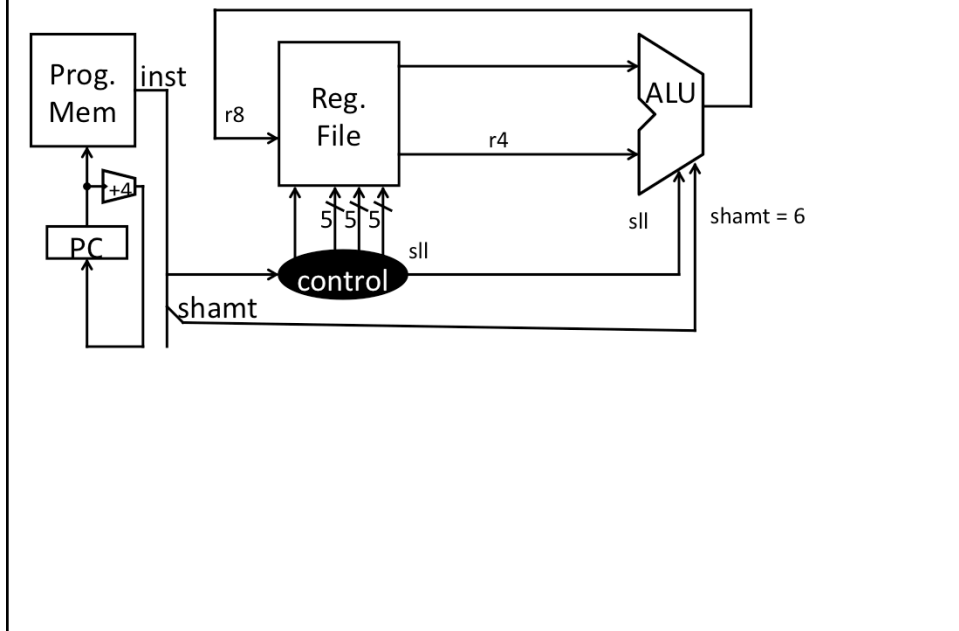 Prog.
Mem
inst
r8
Reg.
File
ALU
r4
+4
5
5
5
PC
sll
sll
shamt = 6
control
shamt